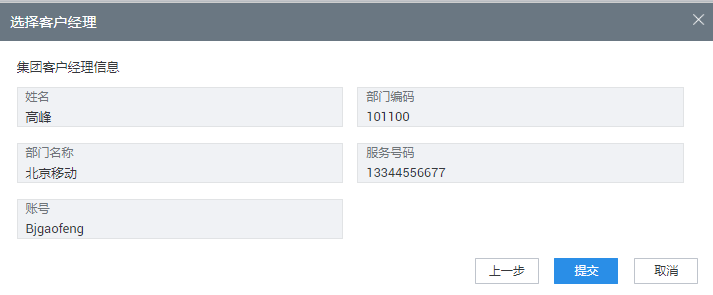 选择客户经理
集团客户经理信息
姓名
高峰
部门编码
101100
部门名称
北京移动
服务号码
13344556677
账号
Bjgaofeng
上一步
提交
取消